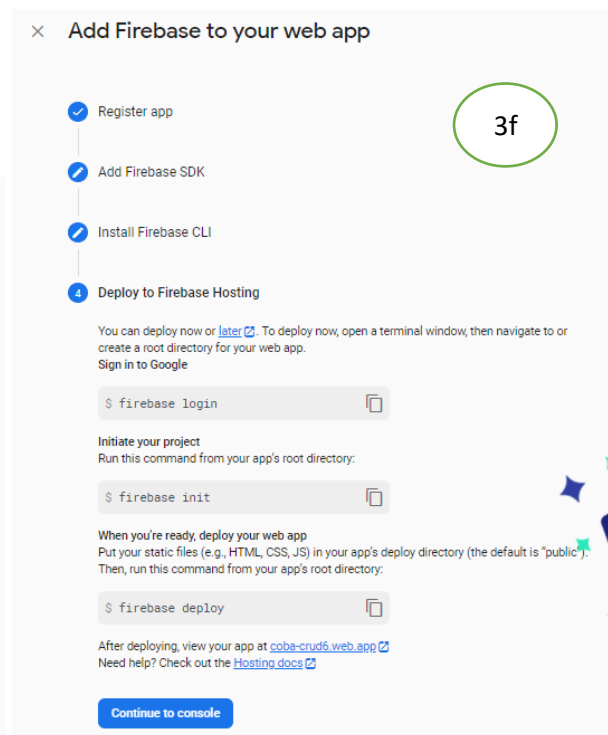 Add Firebase to your web app
3f
Register app
Add Firebase SDK
Install Firebase CLI
4 Deploy to Firebase Hosting
You can deploy now or later. To deploy now, open a terminal window, then navigate to or
create a root directory for your web app.
Sign in to Google
$ firebase login
Initiate your project
Run this command from your app's root directory:
$ firebase init
When you're ready, deploy your web app
Put your static files (e.g., HTML, CSS, JS) in your app's deploy directory (the default is "public").
Then, run this command from your app's root directory:
$ firebase deploy
After deploying, view your app at coba-crud6.web.app
Need help? Check out the Hosting docs
Continue to console